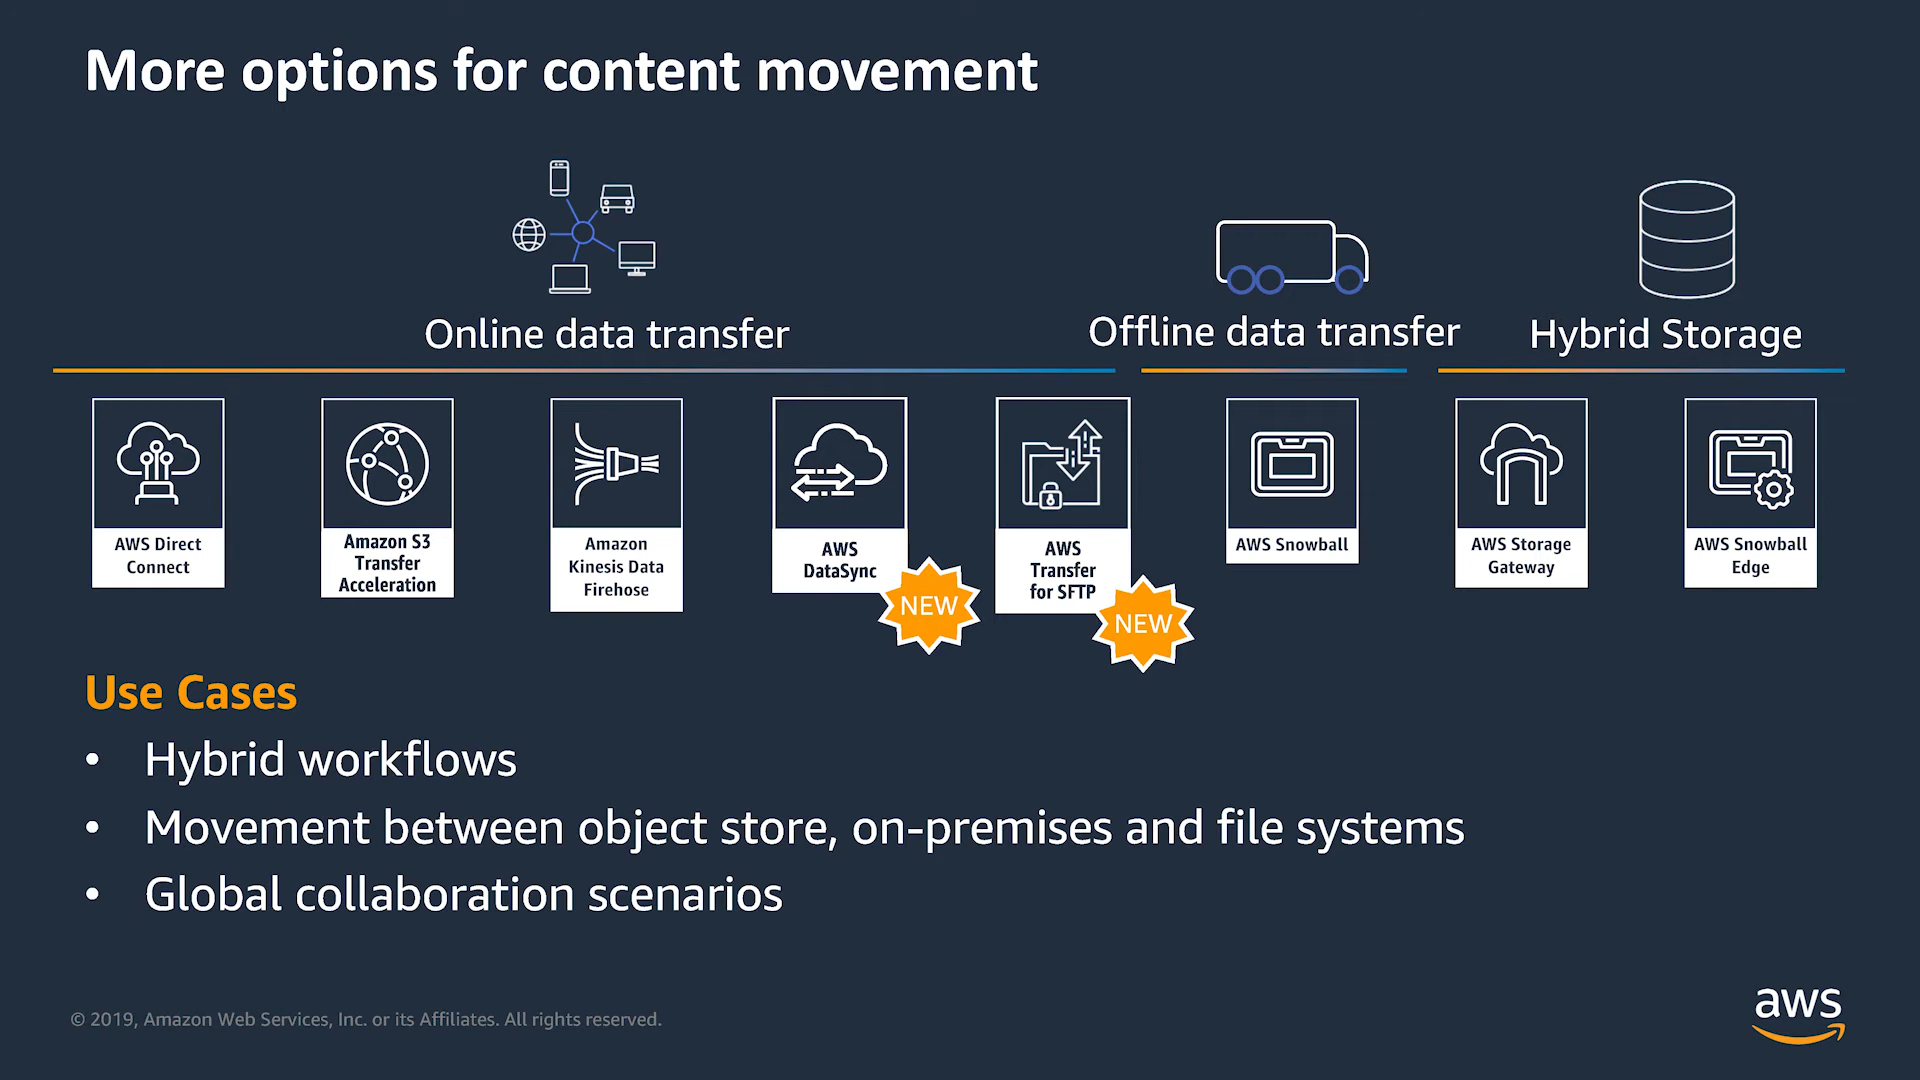 More options for content movement
Online data transfer
Offline data transfer
Hybrid Storage
AWS Direct
Connect
Amazon S3
Transfer
Acceleration
Amazon
Kinesis Data
Firehose
AWS
DataSync
NEW
AWS
Transfer
for SFTP
NEW
AWS Snowball
AWS Storage
Gateway
AWS Snowball
Edge
Use Cases
• Hybrid workflows
• Movement between object store, on-premises and file systems
• Global collaboration scenarios
© 2019, Amazon Web Services, Inc. or its Affiliates. All rights reserved.
aws